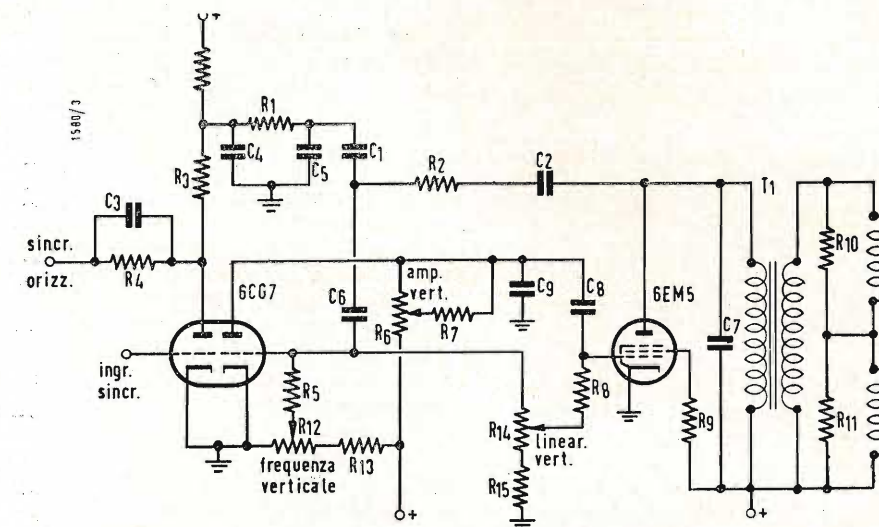 +
1580/3
R1
C4
C5
C1
R3
R2
C2
T1
C3
R10
sincr.
orizz.
R4
6CG7
amp.
vert.
R6
R7
C9
C8
6EM5
C6
C7
ingr.
sincr.
R5
R8
R9
R11
R12
R13
R14
linear.
vert.
frequenza
verticale
R15
+
+